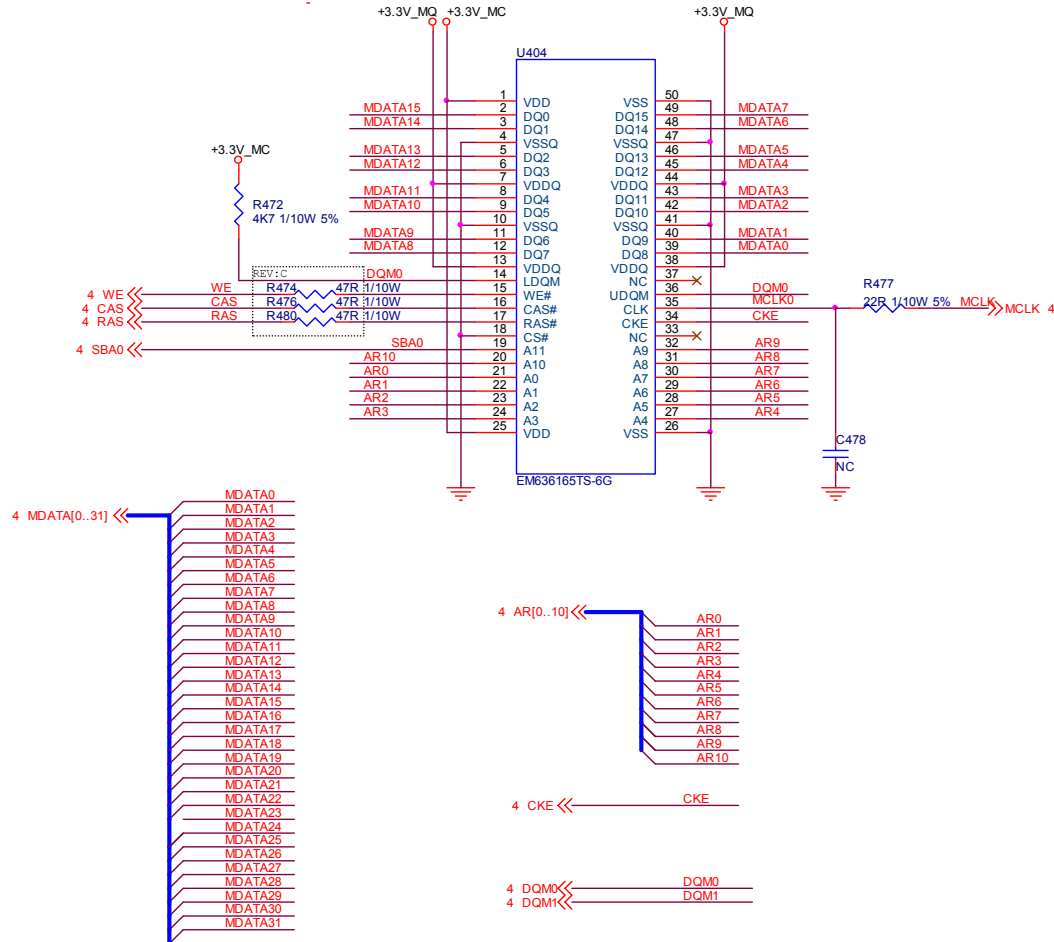 +3.3V_MQ +3.3V_MC +3.3V_MQ
U404
1 VDD VSS 50
MDATA15 2 DQ0 DQ15 49 MDATA7
MDATA14 3 DQ1 DQ14 48 MDATA6
4 VSSQ VSSQ 47
MDATA13 5 DQ2 DQ13 46 MDATA5
MDATA12 6 DQ3 DQ12 45 MDATA4
7 VDDQ VDDQ 44
MDATA11 8 DQ4 DQ11 43 MDATA3
MDATA10 9 DQ5 DQ10 42 MDATA2
10 VSSQ VSSQ 41
MDATA9 11 DQ6 DQ9 40 MDATA1
MDATA8 12 DQ7 DQ8 39 MDATA0
13 VDDQ VDDQ 38
DQM0 14 LDQM NC 37
4 WE WE R474 47R 1/10W 15 WE# UDQM 36 DQM0
4 CAS CAS R476 47R 1/10W 16 CAS# CLK 35 MCLK0
4 RAS RAS R480 47R 1/10W 17 RAS# CKE 34 CKE
18 CS# NC 33
4 SBA0 SBA0 19 A11 A9 32 AR9
AR10 20 A10 A8 31 AR8
AR0 21 A0 A7 30 AR7
AR1 22 A1 A6 29 AR6
AR2 23 A2 A5 28 AR5
AR3 24 A3 A4 27 AR4
25 VDD VSS 26
EM636165TS-6G
+3.3V_MC
R472
4K7 1/10W 5%
REV:C
R477
22R 1/10W 5% MCLK MCLK 4
C478
NC
4 MDATA[0..31]
MDATA0
MDATA1
MDATA2
MDATA3
MDATA4
MDATA5
MDATA6
MDATA7
MDATA8
MDATA9
MDATA10
MDATA11
MDATA12
MDATA13
MDATA14
MDATA15
MDATA16
MDATA17
MDATA18
MDATA19
MDATA20
MDATA21
MDATA22
MDATA23
MDATA24
MDATA25
MDATA26
MDATA27
MDATA28
MDATA29
MDATA30
MDATA31
4 AR[0..10]
AR0
AR1
AR2
AR3
AR4
AR5
AR6
AR7
AR8
AR9
AR10
4 CKE CKE
4 DQM0 DQM0
4 DQM1 DQM1